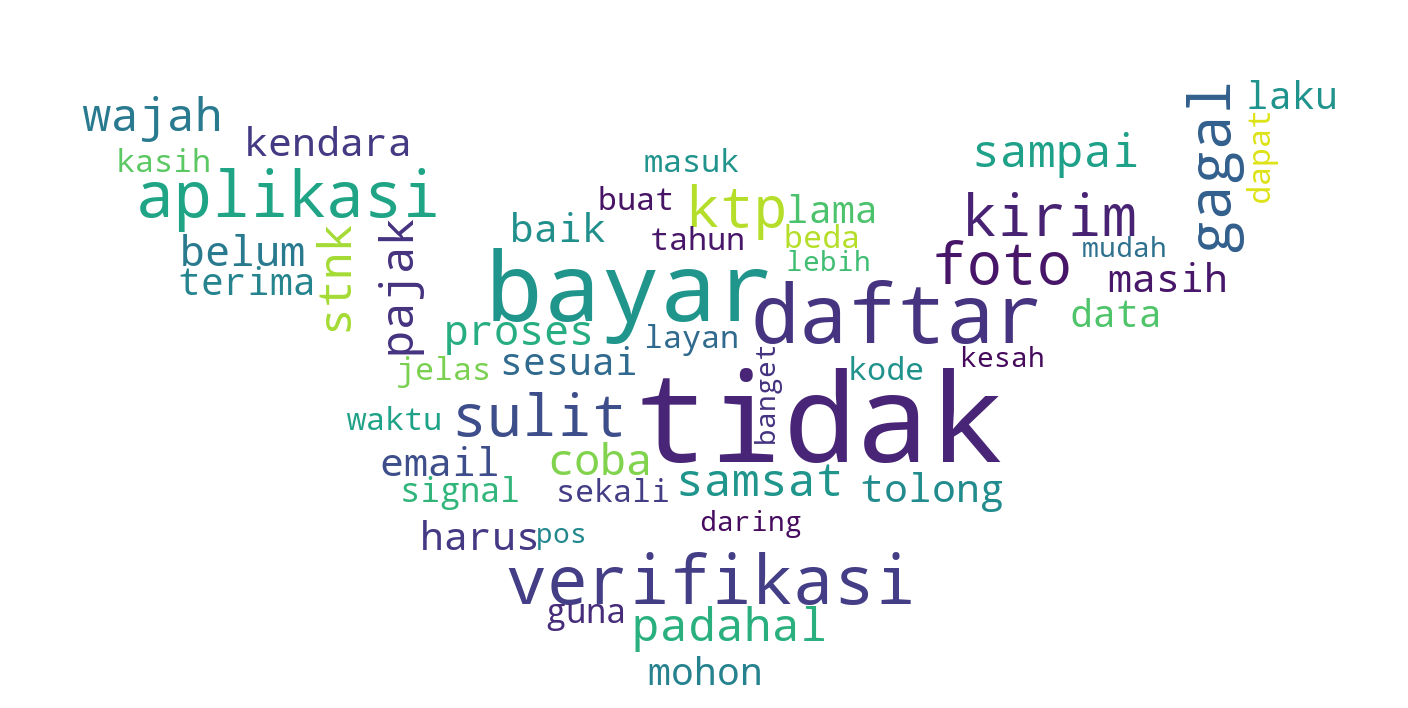 wajah
kendara
kasih
aplikasi
belum
terima
stnk
pajak
masuk
buat
ktp
lama
baik
tahun
beda
lebih
sampai
gagal
laku
dapat
kirim
foto
mudah
masih
data
bayar
daftar
proses
layan
sesuai
jelas
banget
kode
kesah
tidak
waktu
sulit
email
coba
signal
sekali
samsat
tolong
daring
harus
pos
verifikasi
guna
padahal
mohon